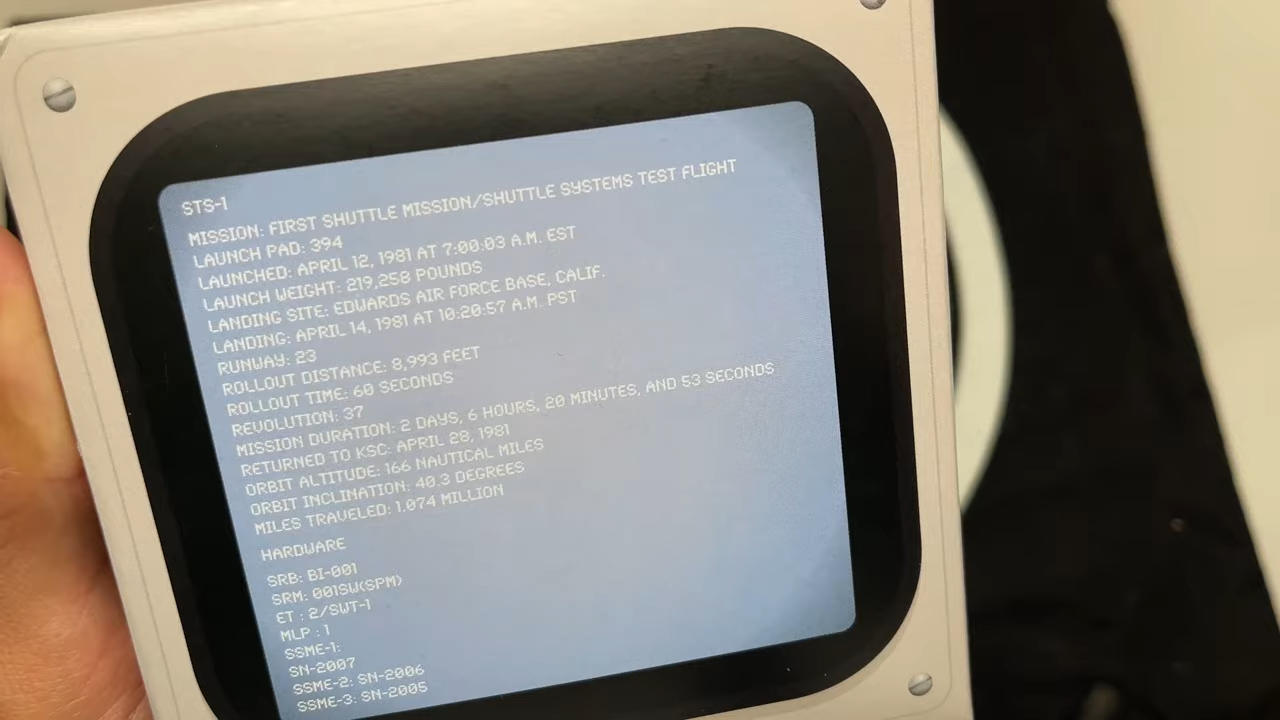 STS-1
MISSION: FIRST SHUTTLE MISSION/SHUTTLE SYSTEMS TEST FLIGHT
LAUNCH PAD: 394
LAUNCHED: APRIL 12, 1981 AT 7:00:03 A.M. EST
LAUNCH WEIGHT: 219,258 POUNDS
LANDING SITE: EDWARDS AIR FORCE BASE, CALIF.
LANDING: APRIL 14, 1981 AT 10:20:57 A.M. PST
RUNWAY: 23
ROLLOUT DISTANCE: 8,993 FEET
ROLLOUT TIME: 60 SECONDS
REVOLUTION: 37
MISSION DURATION: 2 DAYS, 6 HOURS, 20 MINUTES, AND 53 SECONDS
RETURNED TO KSC: APRIL 28, 1981
ORBIT ALTITUDE: 166 NAUTICAL MILES
ORBIT INCLINATION: 40.3 DEGREES
MILES TRAVELED: 1.074 MILLION
HARDWARE
SRB: BI-001
SRM: 001SW(SPM)
ET : 2/SWT-1
MLP : 1
SSME-1:
SN-2007
SSME-2: SN-2006
SSME-3: SN-2005